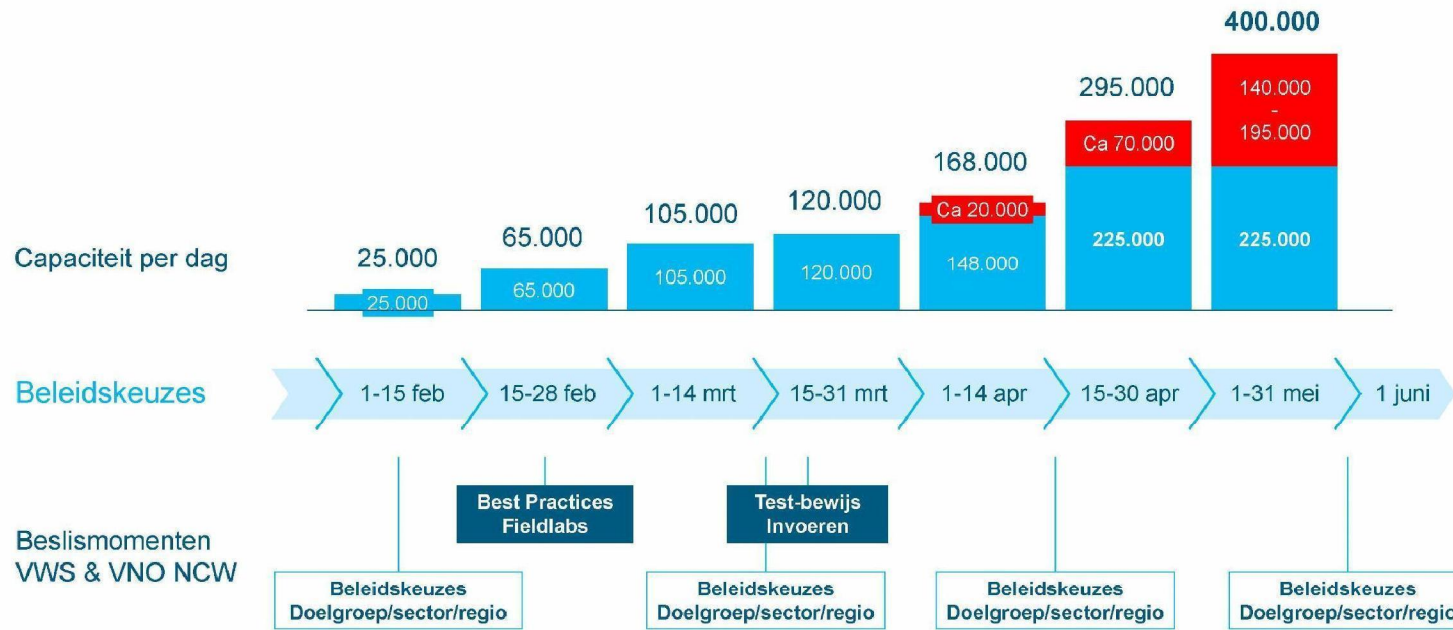 400.000
295.000
140.000
-
195.000
Ca 70.000
168.000
Ca 20.000
120.000
105.000
65.000
25.000
Capaciteit per dag
25.000
65.000
105.000
120.000
148.000
225.000
225.000
Beleidskeuzes
1-15 feb
15-28 feb
1-14 mrt
15-31 mrt
1-14 apr
15-30 apr
1-31 mei
1 juni
Best Practices
Fieldlabs
Test-bewijs
Invoeren
Beslismomenten
VWS & VNO NCW
Beleidskeuzes
Doelgroep/sector/regio
Beleidskeuzes
Doelgroep/sector/regio
Beleidskeuzes
Doelgroep/sector/regio
Beleidskeuzes
Doelgroep/sector/regio